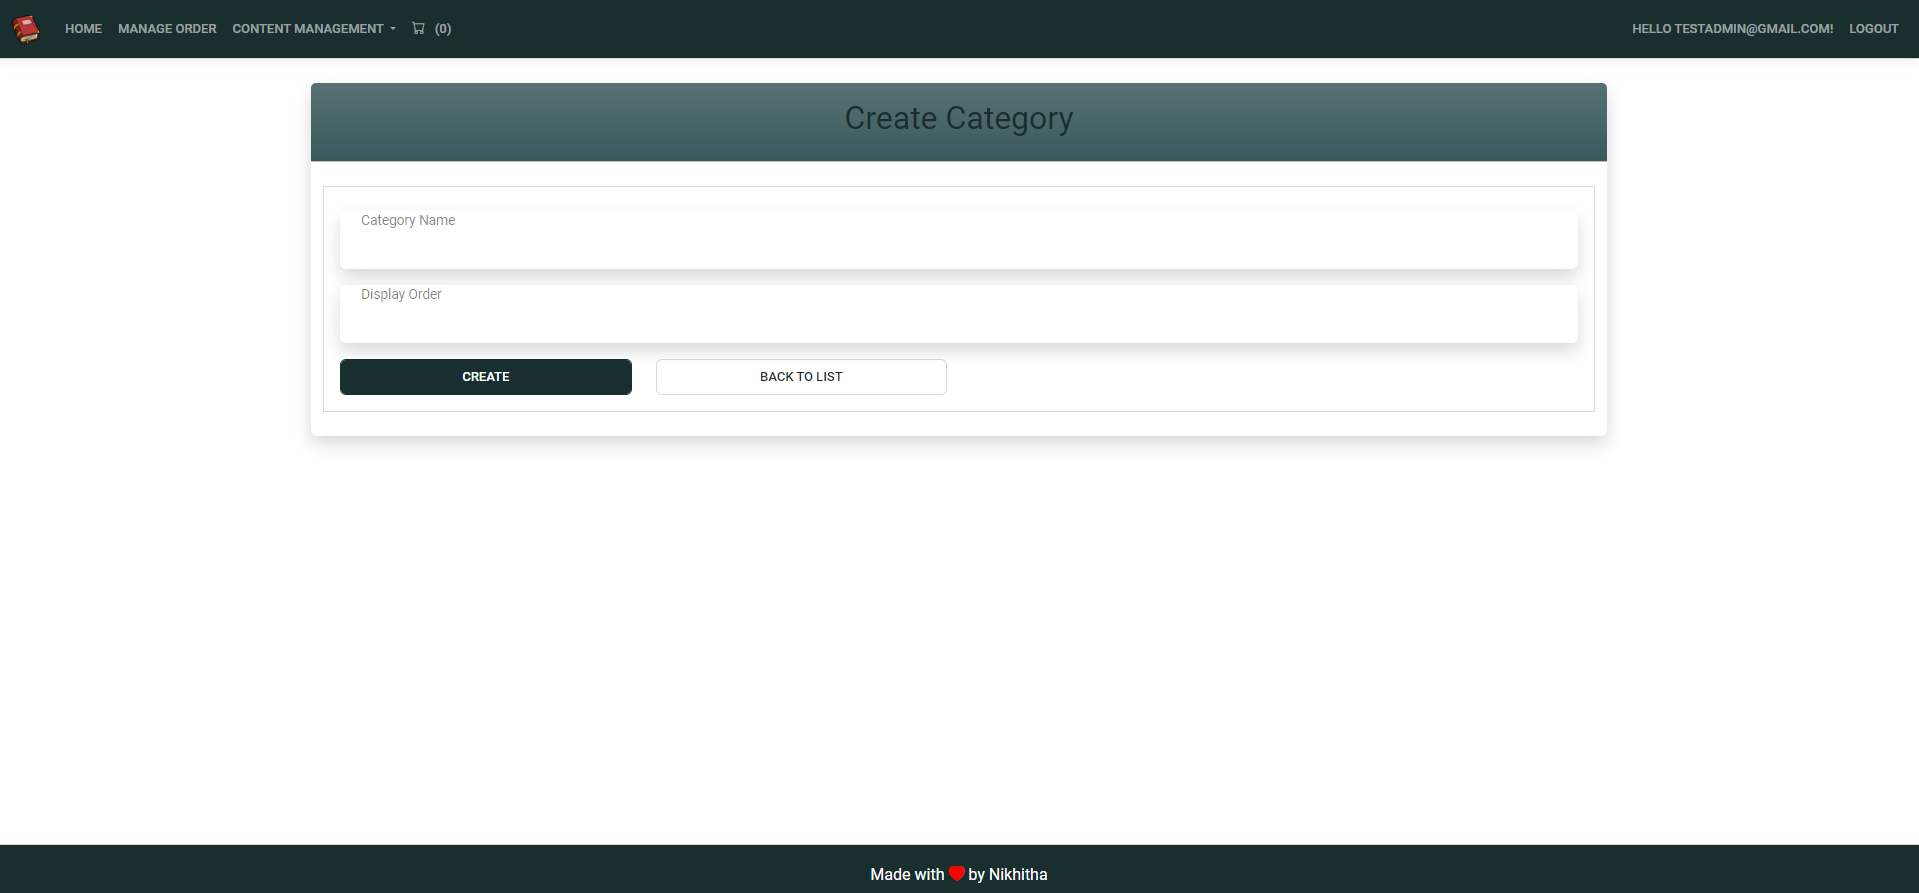 HOME MANAGE ORDER CONTENT MANAGEMENT (0) HELLO TESTADMIN@GMAIL.COM! LOGOUT
Create Category
Category Name
Display Order
CREATE BACK TO LIST
Made with ❤ by Nikhitha